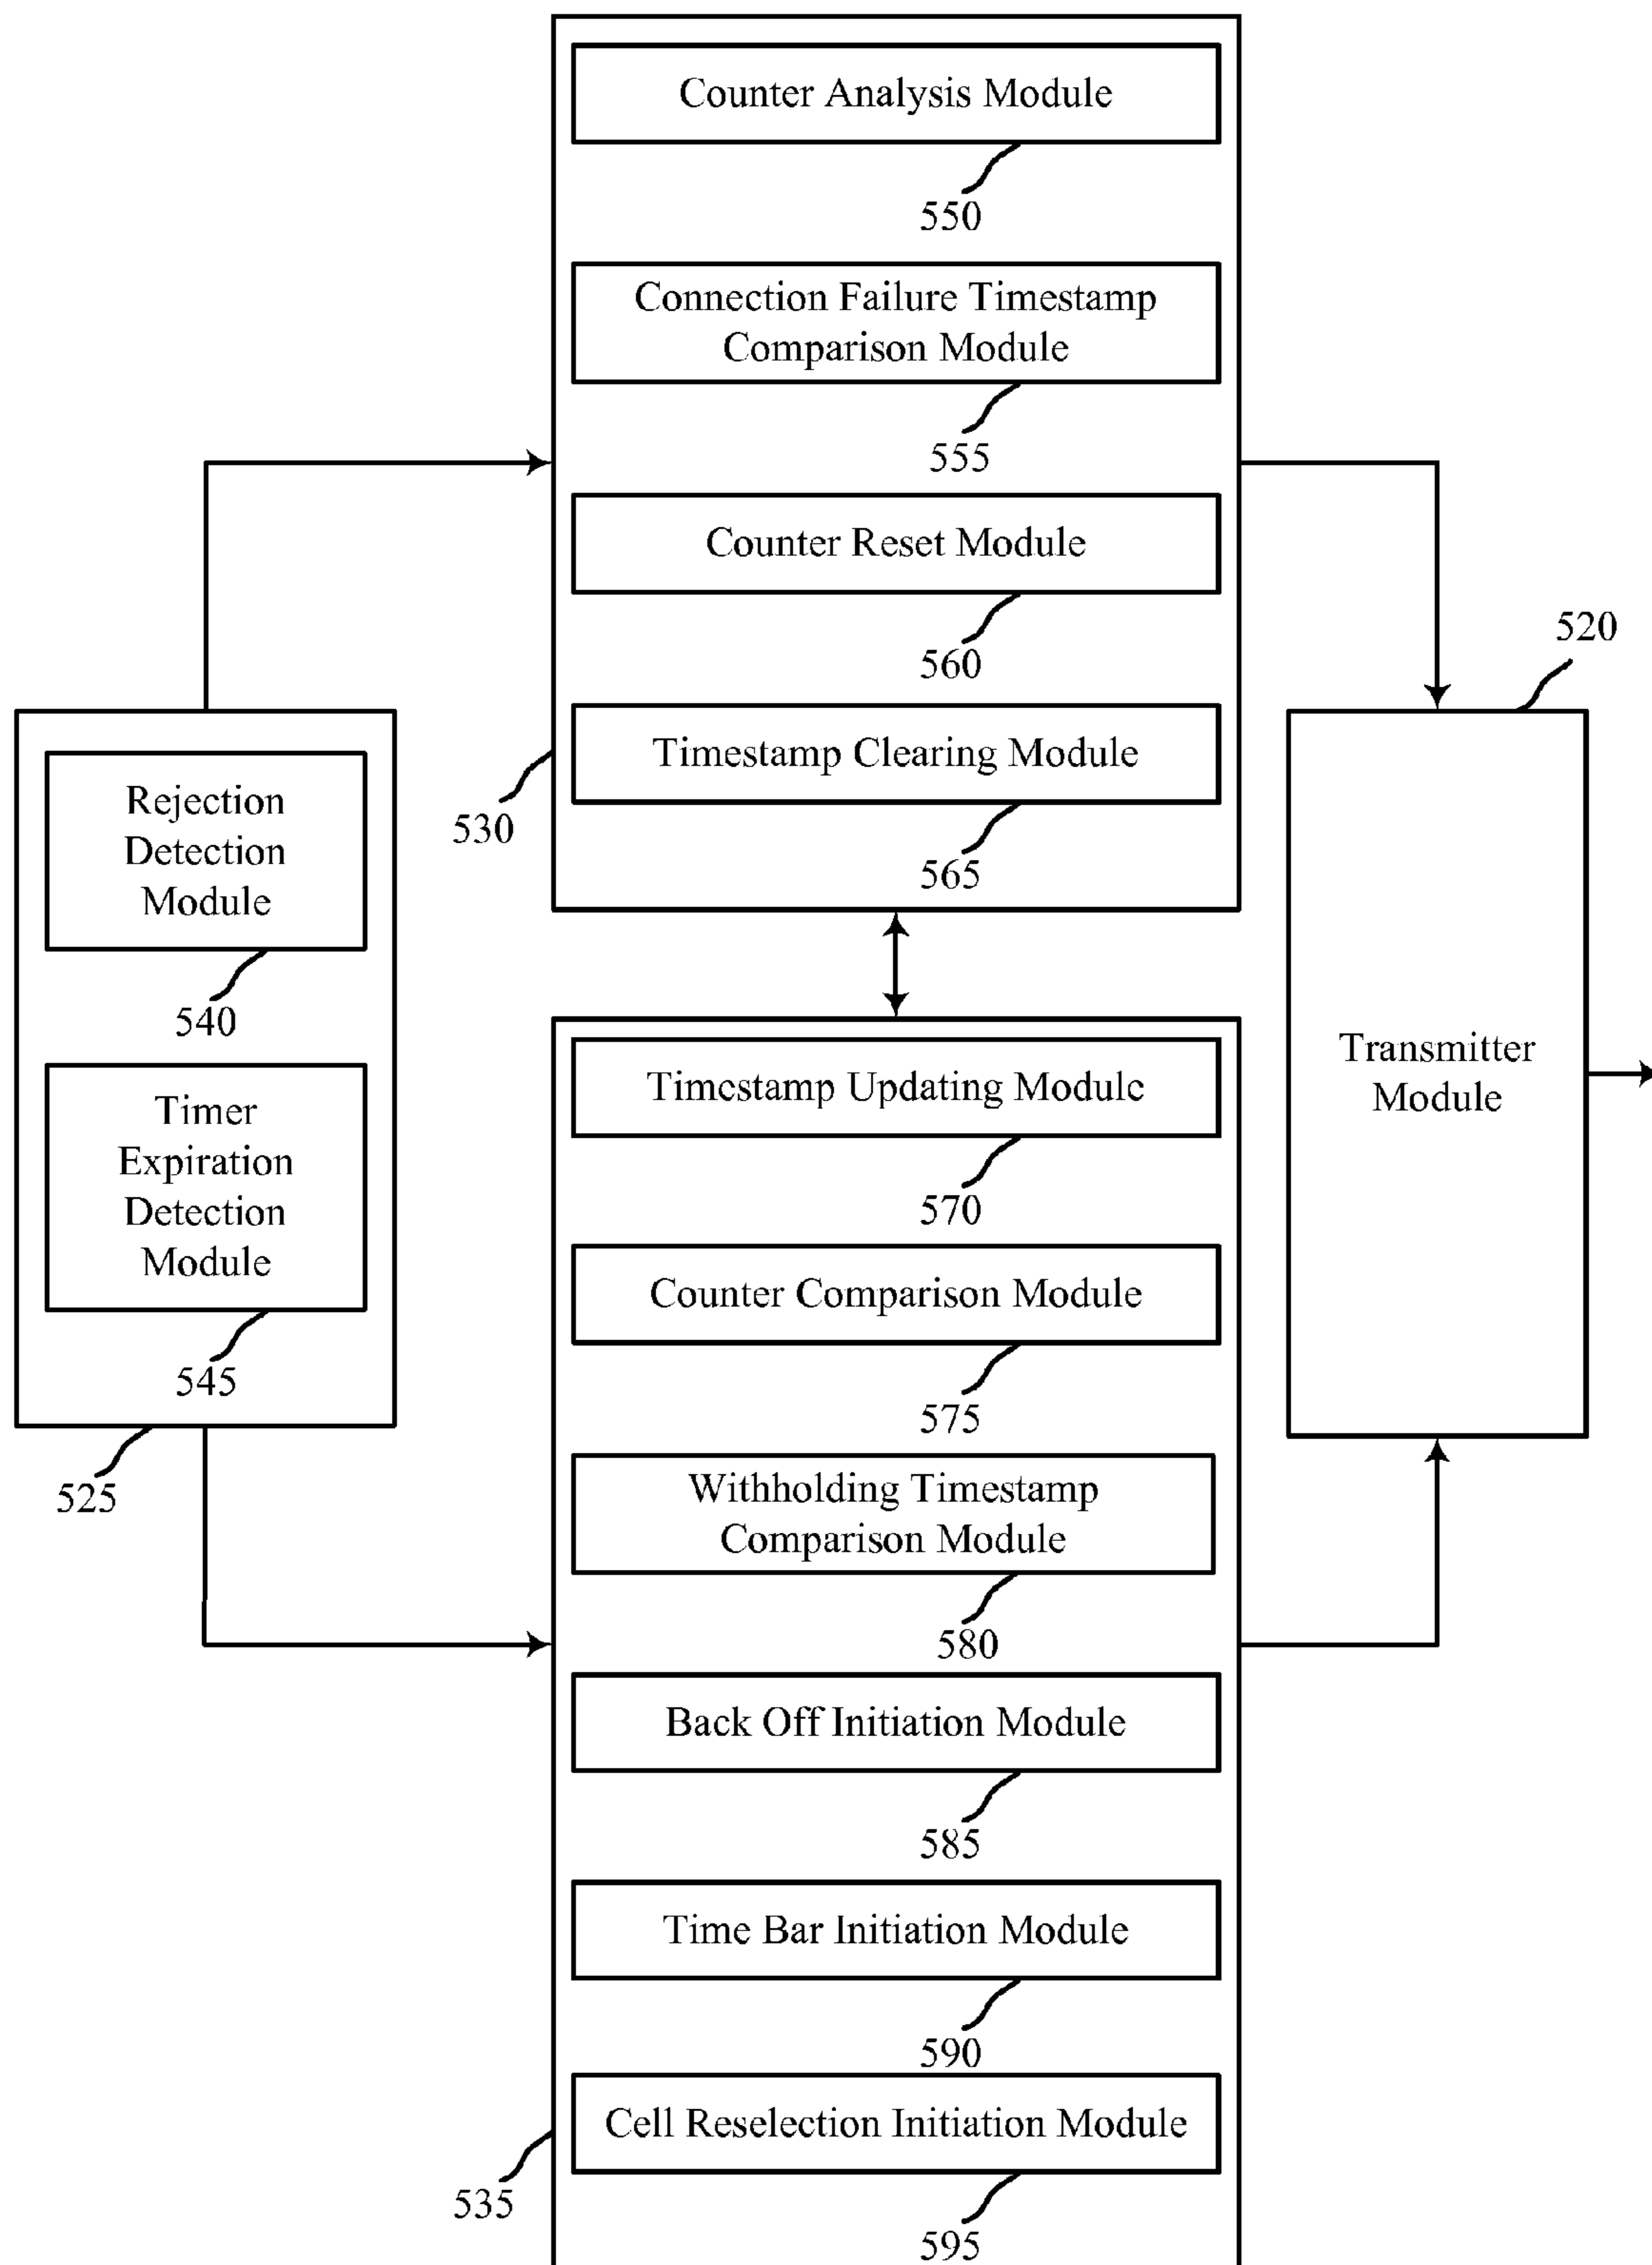 Counter Analysis Module
550
Connection Failure Timestamp
Comparison Module
555
Counter Reset Module
560
Timestamp Clearing Module
565
530
520
Rejection
Detection
Module
540
Timer
Expiration
Detection
Module
545
525
Timestamp Updating Module
570
Counter Comparison Module
575
Withholding Timestamp
Comparison Module
580
Back Off Initiation Module
585
Time Bar Initiation Module
590
Cell Reselection Initiation Module
595
535
Transmitter
Module